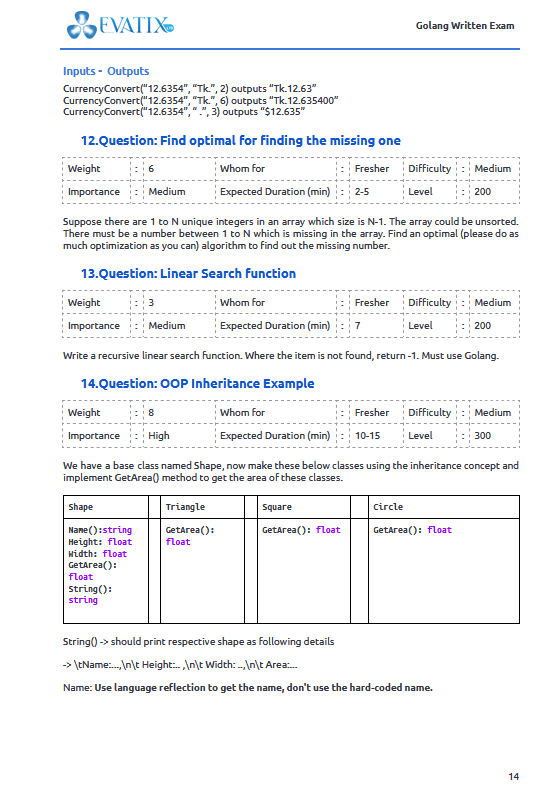 EVATIX
Golang Written Exam
Inputs - Outputs
CurrencyConvert(“12.6354”, “Tk.”, 2) outputs “Tk.12.63”
CurrencyConvert(“12.6354”, “Tk.”, 6) outputs “Tk.12.635400”
CurrencyConvert(“12.6354”, “ .”, 3) outputs “$12.635”
12.Question: Find optimal for finding the missing one
Weight : 6 Whom for : Fresher Difficulty : Medium
Importance : Medium Expected Duration (min) : 2-5 Level : 200
Suppose there are 1 to N unique integers in an array which size is N-1. The array could be unsorted.
There must be a number between 1 to N which is missing in the array. Find an optimal (please do as
much optimization as you can) algorithm to find out the missing number.
13.Question: Linear Search function
Weight : 3 Whom for : Fresher Difficulty : Medium
Importance : Medium Expected Duration (min) : 7 Level : 200
Write a recursive linear search function. Where the item is not found, return -1. Must use Golang.
14.Question: OOP Inheritance Example
Weight : 8 Whom for : Fresher Difficulty : Medium
Importance : High Expected Duration (min) : 10-15 Level : 300
We have a base class named Shape, now make these below classes using the inheritance concept and
implement GetArea() method to get the area of these classes.
Shape Triangle Square Circle
Name():string
Height: float
Width: float
GetArea():
float
String():
string
GetArea():
float
GetArea(): float
GetArea(): float
String() -> should print respective shape as following details
-> \tName:...,\n\t Height:.. ,\n\t Width: ..,\n\t Area:...
Name: Use language reflection to get the name, don't use the hard-coded name.
14